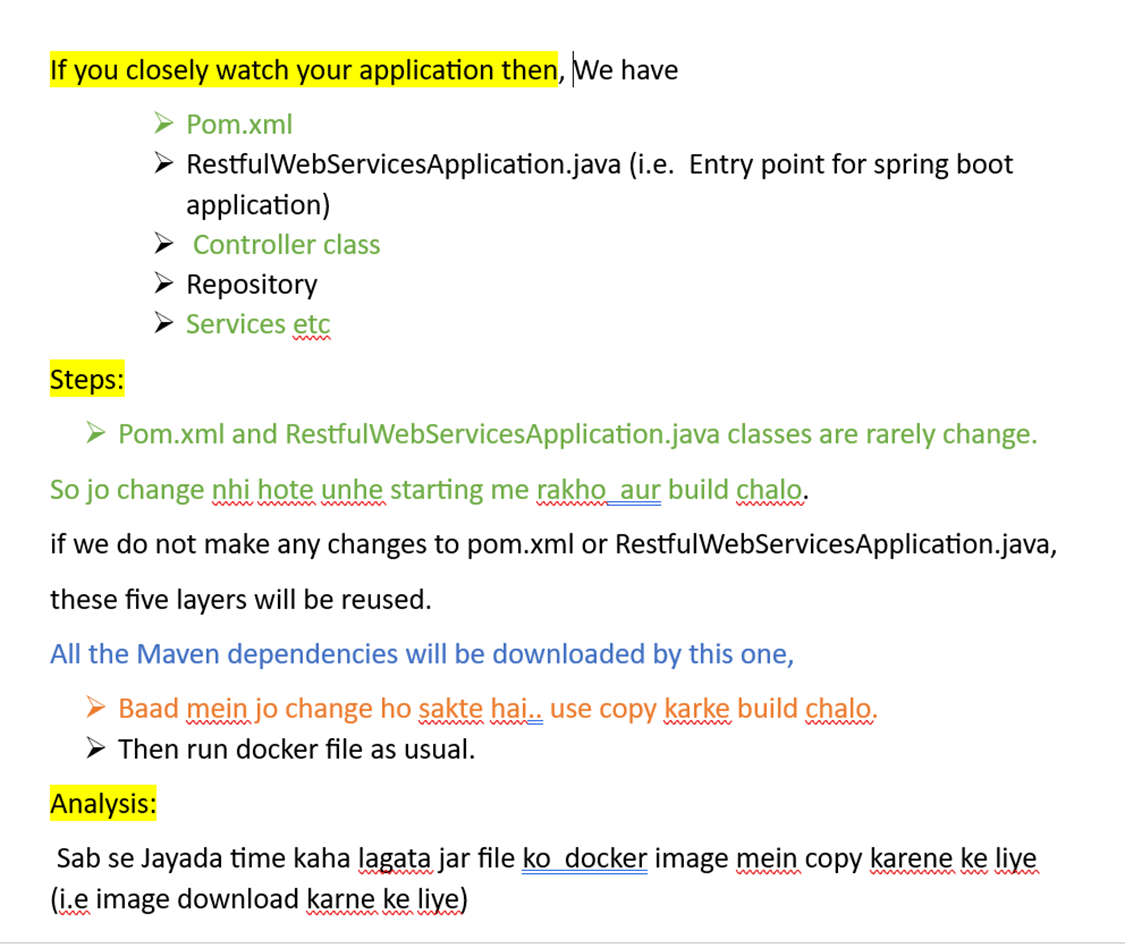 If you closely watch your application then, We have
➢ Pom.xml
➢ RestfulWebServicesApplication.java (i.e. Entry point for spring boot
application)
➢ Controller class
➢ Repository
➢ Services etc
Steps:
➢ Pom.xml and RestfulWebServicesApplication.java classes are rarely change.
So jo change nhi hote unhe starting me rakho aur build chalo.
if we do not make any changes to pom.xml or RestfulWebServicesApplication.java,
these five layers will be reused.
All the Maven dependencies will be downloaded by this one,
➢ Baad mein jo change ho sakte hai.. use copy karke build chalo.
➢ Then run docker file as usual.
Analysis:
Sab se Jayada time kaha lagata jar file ko docker image mein copy karene ke liye
(i.e image download karne ke liye)